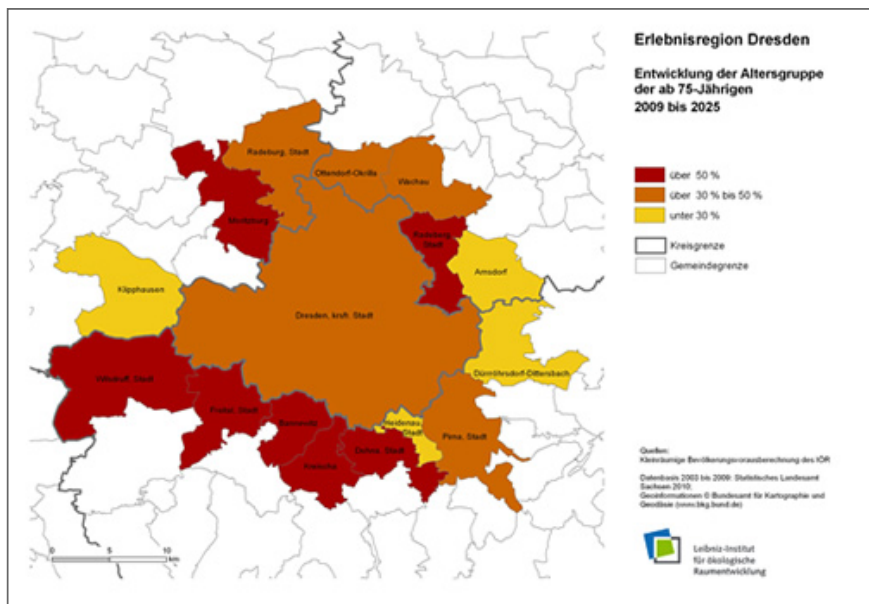 Erlebnisregion Dresden
Entwicklung der Altersgruppe
der ab 75-Jährigen
2009 bis 2025
über 50 %
über 30 % bis 50 %
unter 30 %
Kreisgrenze
Gemeindegrenze
Radeburg, Stadt
Ottendorf-Okrilla
Wachau
Moritzburg
Radeberg, Stadt
Arnsdorf
Klipphausen
Dresden, krsfr. Stadt
Dürrröhrsdorf-Dittersbach
Wilsdruff, Stadt
Freital, Stadt
Bannewitz
Heidenau, Stadt
Pirna, Stadt
Kreischa
Dohna, Stadt
0 5 10
km
Quellen:
Kleinräumige Bevölkerungsvorausberechnung des IÖR
Datenbasis 2003 bis 2009: Statistisches Landesamt
Sachsen 2010;
Geoinformationen © Bundesamt für Kartographie und
Geodäsie (www.bkg.bund.de)
Leibniz-Institut
für ökologische
Raumentwicklung